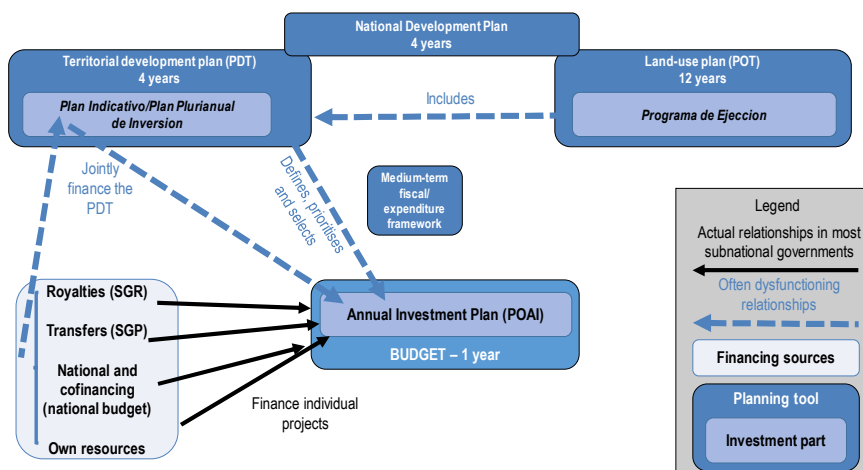 National Development Plan
4 years
Territorial development plan (PDT)
4 years
Plan Indicativo/Plan Plurianual
de Inversion
Land-use plan (POT)
12 years
Programa de Ejeccion
Includes
Jointly
finance the
PDT
Defines, prioritises
and selects
Medium-term
fiscal/
expenditure
framework
Royalties (SGR)
Transfers (SGP)
National and
cofinancing
(national budget)
Own resources
Finance individual
projects
Annual Investment Plan (POAI)
BUDGET – 1 year
Legend
Actual relationships in most
subnational governments
Often dysfunctioning
relationships
Financing sources
Planning tool
Investment part